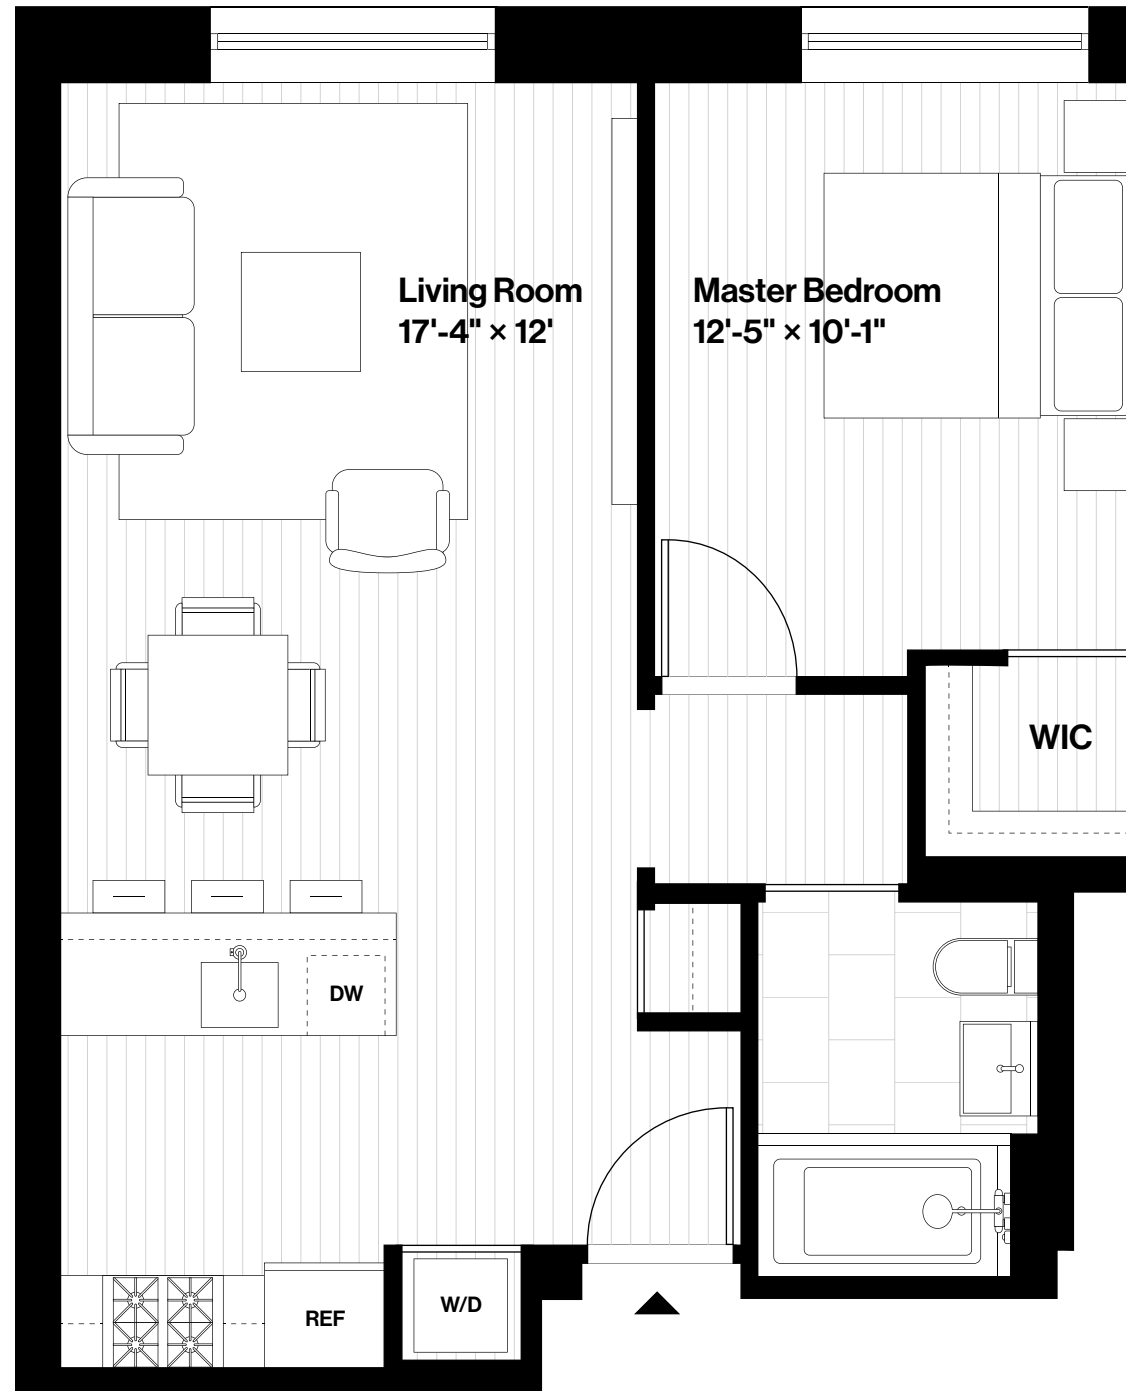 Living Room
17'-4" × 12'
Master Bedroom
12'-5" × 10'-1"
WIC
DW
REF
W/D